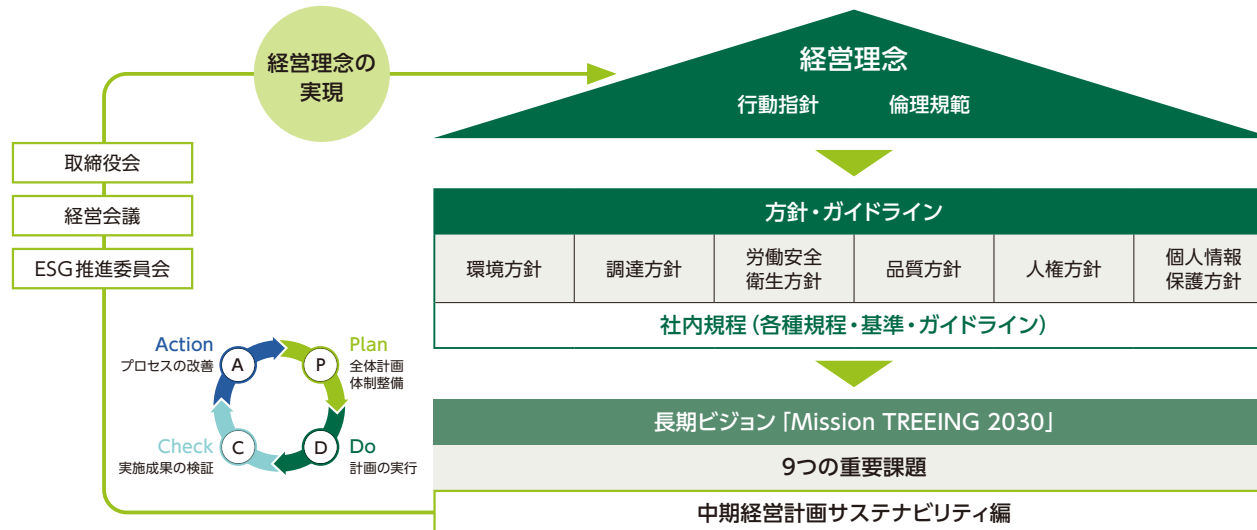 経営理念の
実現
経営理念
行動指針 倫理規範
取締役会
経営会議
ESG推進委員会
方針・ガイドライン
環境方針
調達方針
労働安全
衛生方針
品質方針
人権方針
個人情報
保護方針
社内規程（各種規程・基準・ガイドライン）
Action
プロセスの改善
A
P
Plan
全体計画
体制整備
Check
実施成果の検証
C
D
Do
計画の実行
長期ビジョン「Mission TREEING 2030」
9つの重要課題
中期経営計画サステナビリティ編